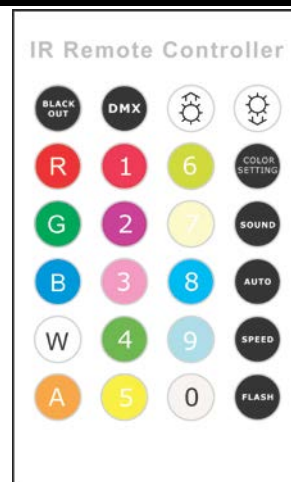 IR Remote Controller
BLACK OUT DMX
R 1 6 COLOR SETTING
G 2 7 SOUND
B 3 8 AUTO
W 4 9 SPEED
A 5 0 FLASH